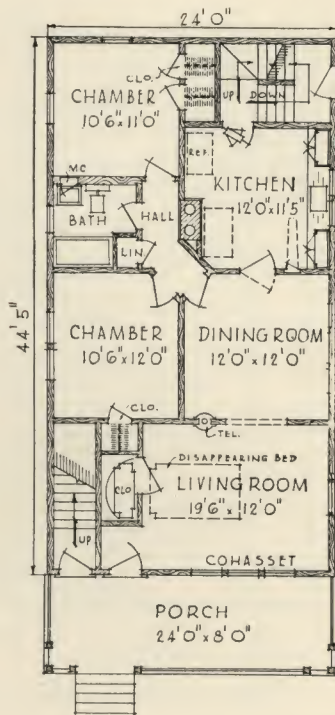 24'0"
CLO.
CHAMBER
10'6"x11'0"
UP
DOWN
REF.
MC
KITCHEN
12'0"x11'5"
BATH
HALL
LIN.
44'5"
CHAMBER
10'6"x12'0"
DINING ROOM
12'0"x12'0"
CLO.
TEL.
DISAPPEARING BED
CLO
LIVING ROOM
19'6"x12'0"
UP
COHASSET
PORCH
24'0"x8'0"